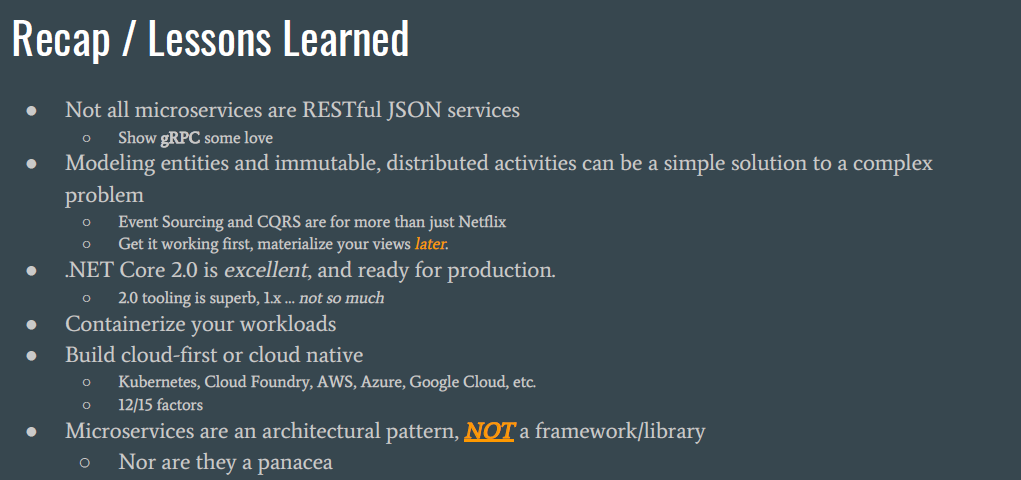 Recap / Lessons Learned
● Not all microservices are RESTful JSON services
○ Show gRPC some love
● Modeling entities and immutable, distributed activities can be a simple solution to a complex
problem
○ Event Sourcing and CQRS are for more than just Netflix
○ Get it working first, materialize your views later.
● .NET Core 2.0 is excellent, and ready for production.
○ 2.0 tooling is superb, 1.x ... not so much
● Containerize your workloads
● Build cloud-first or cloud native
○ Kubernetes, Cloud Foundry, AWS, Azure, Google Cloud, etc.
○ 12/15 factors
● Microservices are an architectural pattern, NOT a framework/library
○ Nor are they a panacea